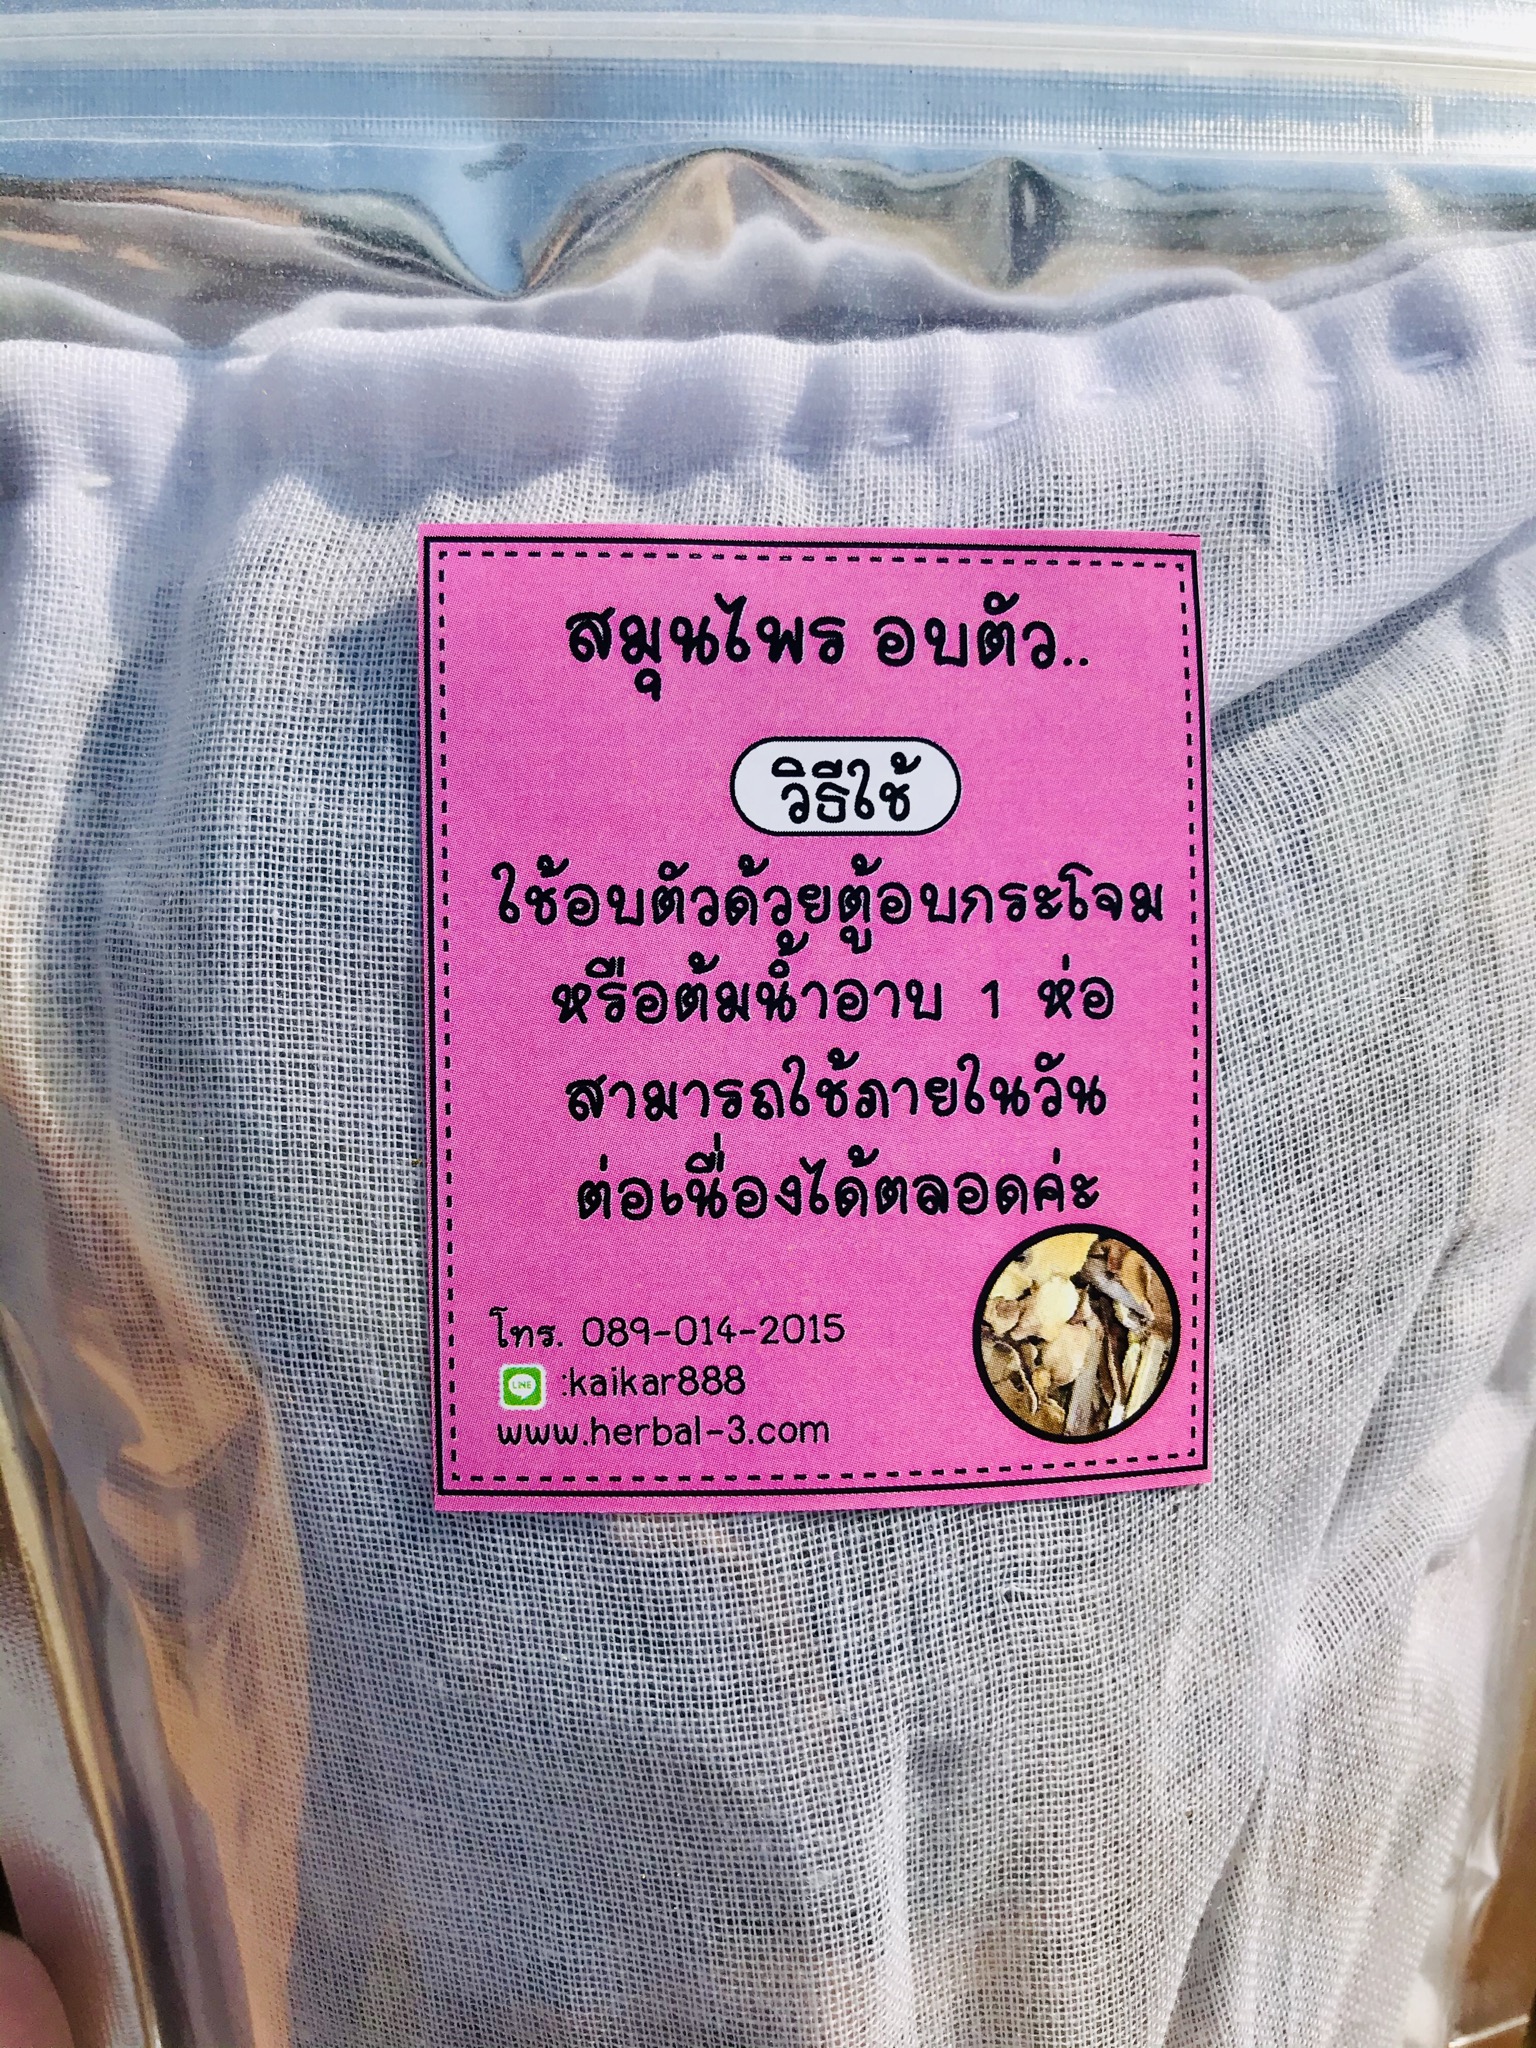 สมุนไพร อบตัว..
วิธีใช้
ใช้อบตัวด้วยตู้อบกระโจม
หรือต้มน้ำอาบ 1 ห่อ
สามารถใช้ภายในวัน
ต่อเนื่องได้ตลอดค่ะ
โทร. 089-014-2015
LINE :kaikar888
www.herbal-3.com